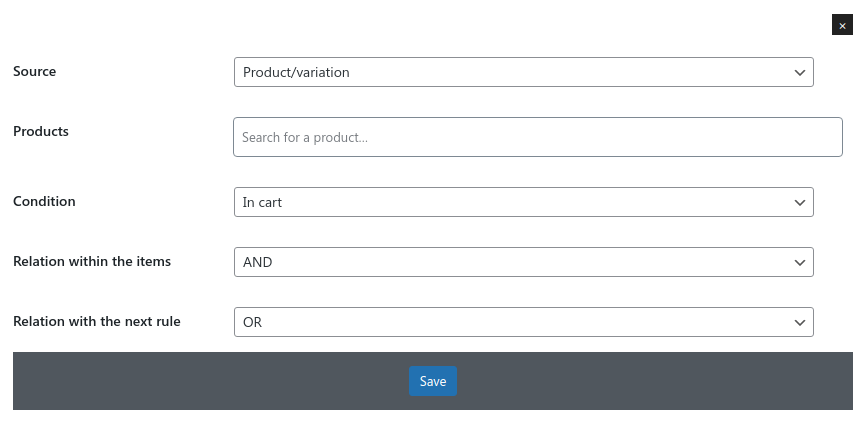 ×
Source
Product/variation
Products
Search for a product...
Condition
In cart
Relation within the items
AND
Relation with the next rule
OR
Save